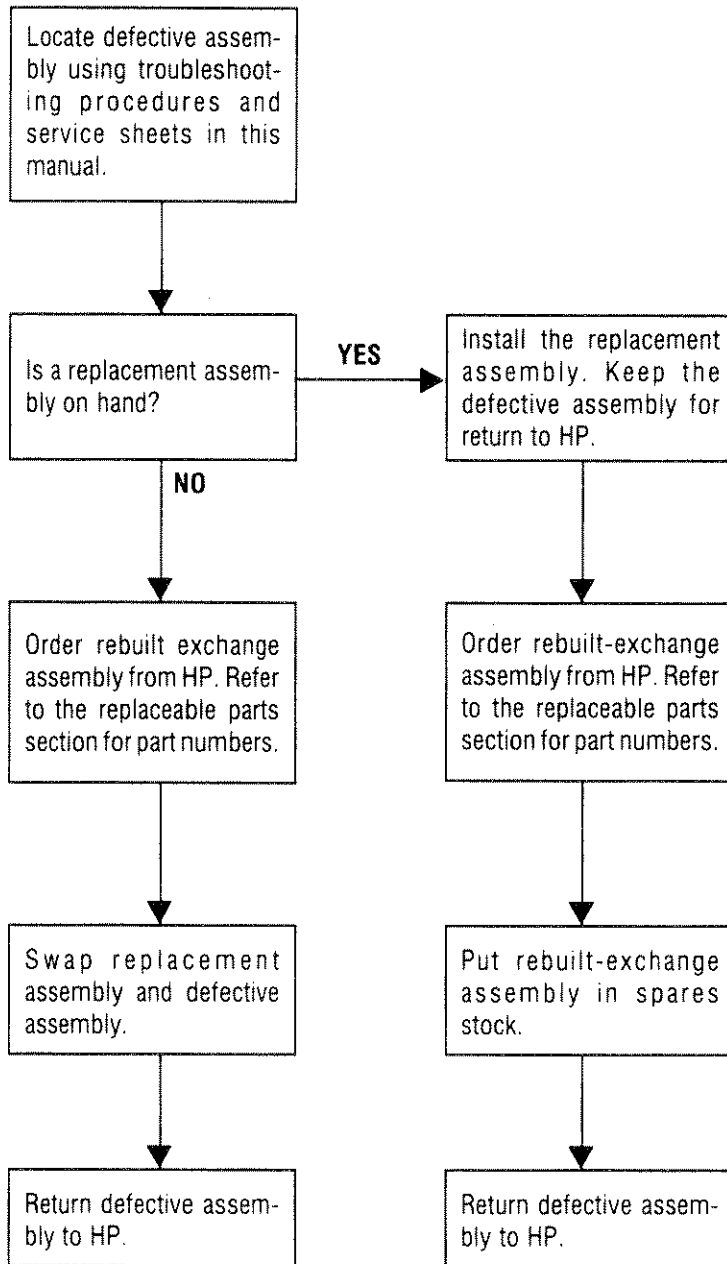 Locate defective assem-
bly using troubleshoot-
ing procedures and
service sheets in this
manual.
Is a replacement assem-
bly on hand?
YES
Install the replacement
assembly. Keep the
defective assembly for
return to HP.
NO
Order rebuilt exchange
assembly from HP. Refer
to the replaceable parts
section for part numbers.
Order rebuilt-exchange
assembly from HP. Refer
to the replaceable parts
section for part numbers.
Swap replacement
assembly and defective
assembly.
Put rebuilt-exchange
assembly in spares
stock.
Return defective assem-
bly to HP.
Return defective assem-
bly to HP.